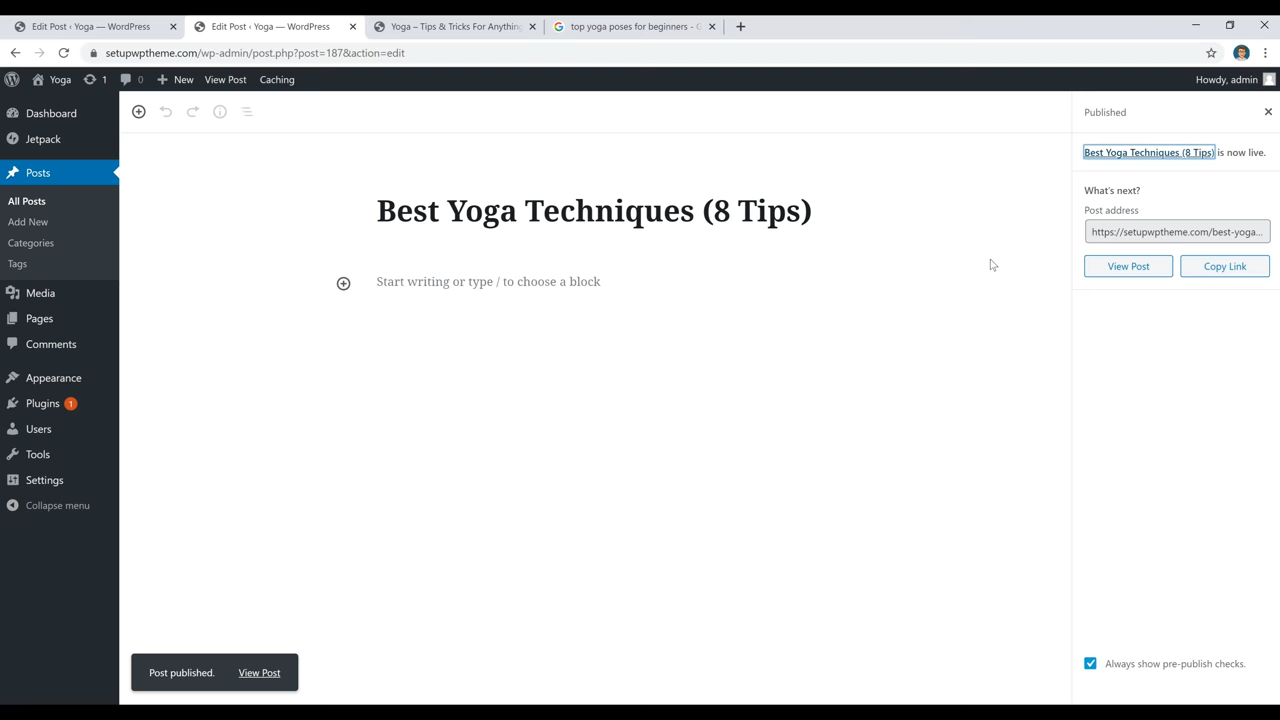 Edit Post ‹ Yoga — WordPress
Edit Post ‹ Yoga — WordPress
Yoga – Tips & Tricks For Anything
top yoga poses for beginners - G
setupwptheme.com/wp-admin/post.php?post=187&action=edit
Yoga
1
0
New
View Post
Caching
Howdy, admin
Dashboard
Jetpack
Posts
All Posts
Add New
Categories
Tags
Media
Pages
Comments
Appearance
Plugins 1
Users
Tools
Settings
Collapse menu
Best Yoga Techniques (8 Tips)
Start writing or type / to choose a block
Post published. View Post
Published
Best Yoga Techniques (8 Tips) is now live.
What's next?
Post address
https://setupwptheme.com/best-yoga...
View Post
Copy Link
Always show pre-publish checks.